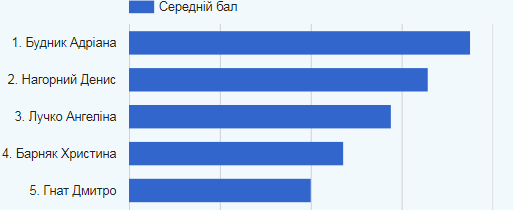 Середній бал
1. Будник Адріана
2. Нагорний Денис
3. Лучко Ангеліна
4. Барняк Христина
5. Гнат Дмитро